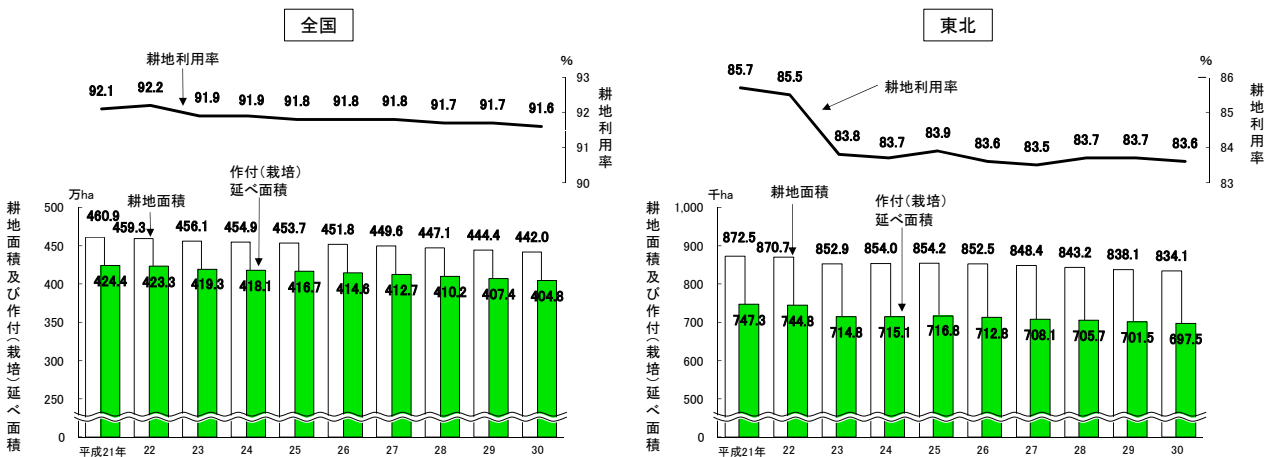 全国
耕地利用率
%
92.1 92.2 91.9 91.9 91.8 91.8 91.8 91.7 91.7 91.6
93
92
91
90
耕地利用率
万ha
耕地面積
作付(栽培)
延べ面積
耕地面積及び作付(栽培)延べ面積
500
450
400
350
300
250
0
460.9 459.3 456.1 454.9 453.7 451.8 449.6 447.1 444.4 442.0
424.4 423.3 419.3 418.1 416.7 414.6 412.7 410.2 407.4 404.8
平成21年 22 23 24 25 26 27 28 29 30
東北
耕地利用率
%
85.7 85.5 83.8 83.7 83.9 83.6 83.5 83.7 83.7 83.6
86
85
84
83
耕地利用率
千ha
耕地面積
作付(栽培)
延べ面積
耕地面積及び作付(栽培)延べ面積
1,000
900
800
700
600
500
0
872.5 870.7 852.9 854.0 854.2 852.5 848.4 843.2 838.1 834.1
747.3 744.8 714.8 715.1 716.8 712.8 708.1 705.7 701.5 697.5
平成21年 22 23 24 25 26 27 28 29 30